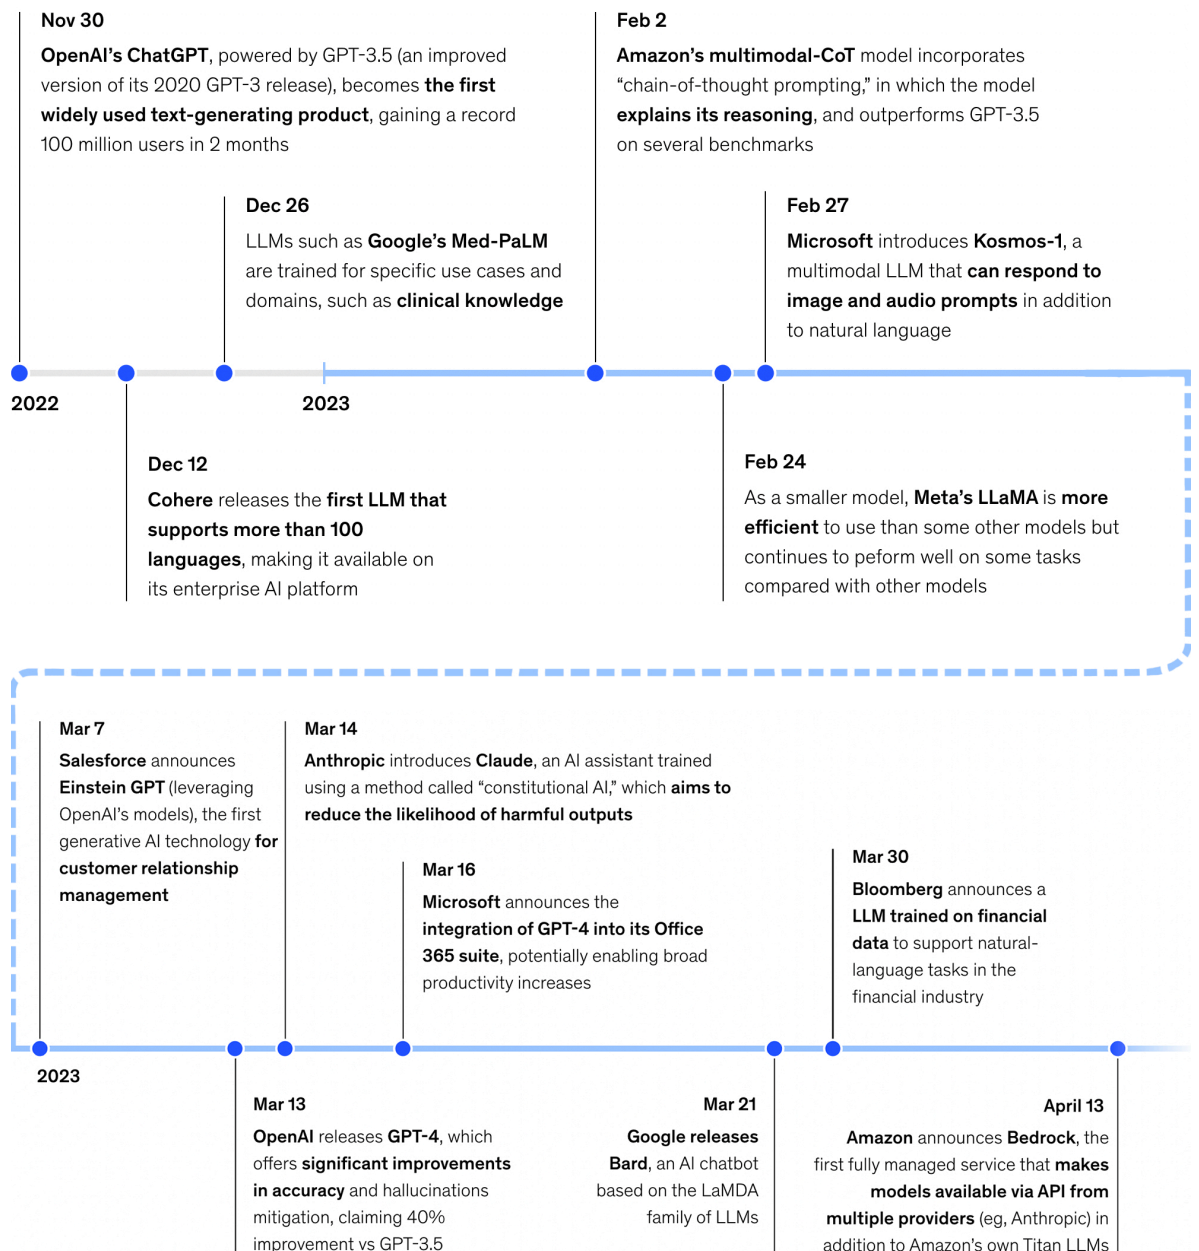 Nov 30
OpenAI's ChatGPT, powered by GPT-3.5 (an improved
version of its 2020 GPT-3 release), becomes the first
widely used text-generating product, gaining a record
100 million users in 2 months
Feb 2
Amazon's multimodal-CoT model incorporates
“chain-of-thought prompting,” in which the model
explains its reasoning, and outperforms GPT-3.5
on several benchmarks
Dec 26
LLMs such as Google's Med-PaLM
are trained for specific use cases and
domains, such as clinical knowledge
Feb 27
Microsoft introduces Kosmos-1, a
multimodal LLM that can respond to
image and audio prompts in addition
to natural language
2022
2023
Dec 12
Cohere releases the first LLM that
supports more than 100
languages, making it available on
its enterprise AI platform
Feb 24
As a smaller model, Meta's LLaMA is more
efficient to use than some other models but
continues to peform well on some tasks
compared with other models
Mar 7
Salesforce announces
Einstein GPT (leveraging
OpenAI's models), the first
generative AI technology for
customer relationship
management
Mar 14
Anthropic introduces Claude, an AI assistant trained
using a method called “constitutional AI,” which aims to
reduce the likelihood of harmful outputs
Mar 16
Microsoft announces the
integration of GPT-4 into its Office
365 suite, potentially enabling broad
productivity increases
Mar 30
Bloomberg announces a
LLM trained on financial
data to support natural-
language tasks in the
financial industry
2023
Mar 13
OpenAI releases GPT-4, which
offers significant improvements
in accuracy and hallucinations
mitigation, claiming 40%
improvement vs GPT-3.5
Mar 21
Google releases
Bard, an AI chatbot
based on the LaMDA
family of LLMs
April 13
Amazon announces Bedrock, the
first fully managed service that makes
models available via API from
multiple providers (eg, Anthropic) in
addition to Amazon's own Titan LLMs